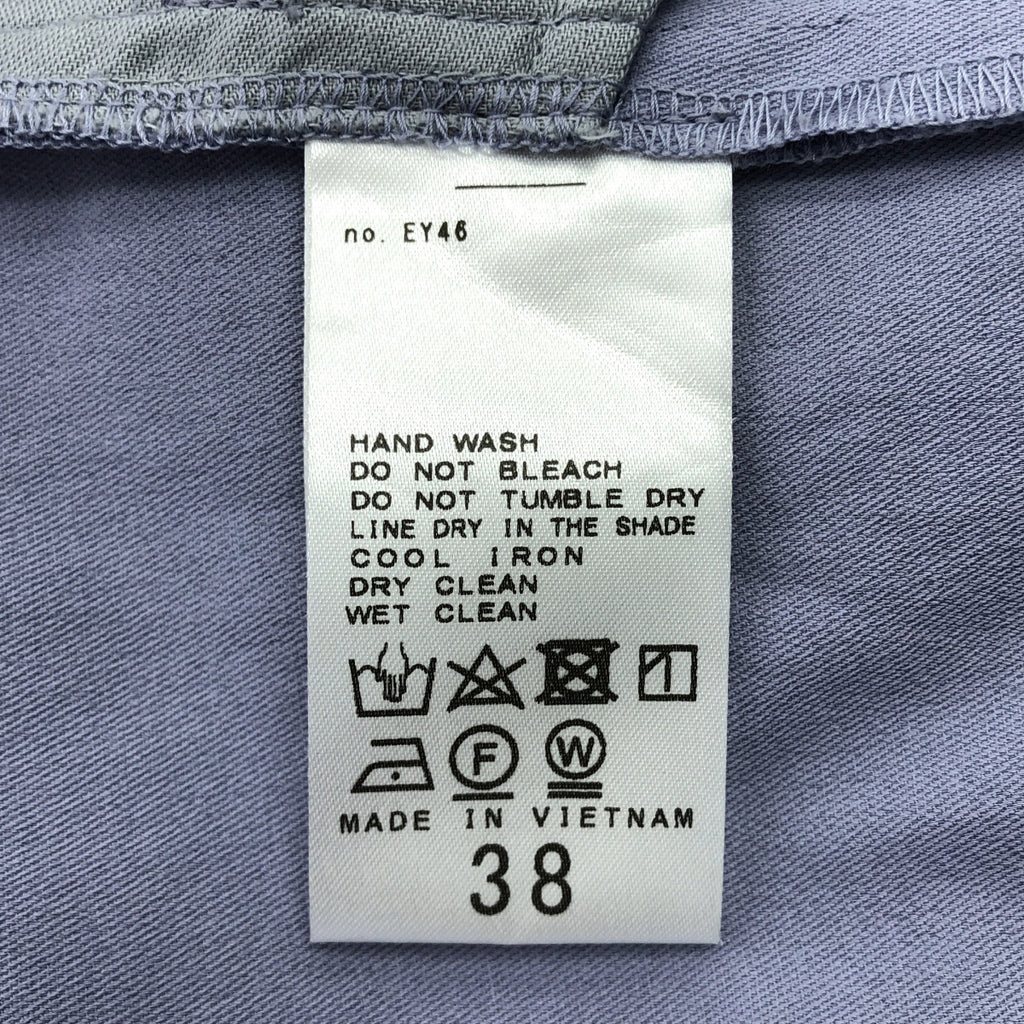 no. EY46
HAND WASH
DO NOT BLEACH
DO NOT TUMBLE DRY
LINE DRY IN THE SHADE
COOL IRON
DRY CLEAN
WET CLEAN
F W
MADE IN VIETNAM
38